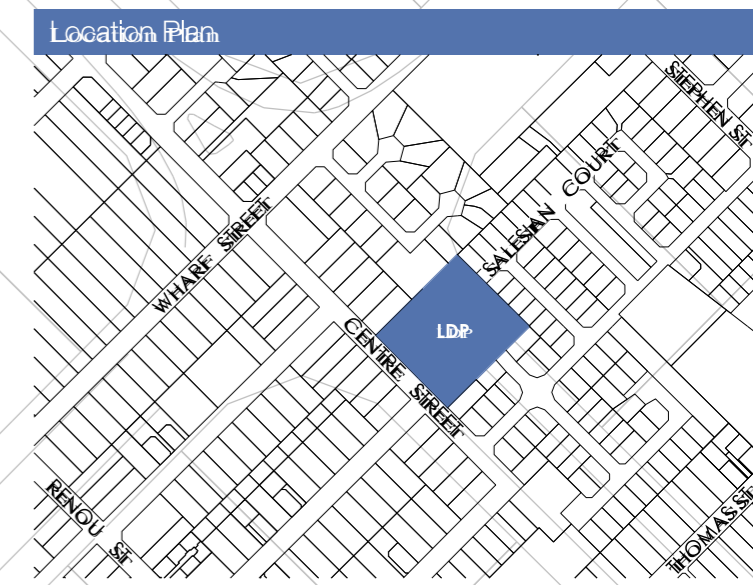 Location Plan
STEPHEN ST
SALESIAN COURT
WHARF STREET
LDP
CENTRE STREET
RENOU ST
THOMAS ST